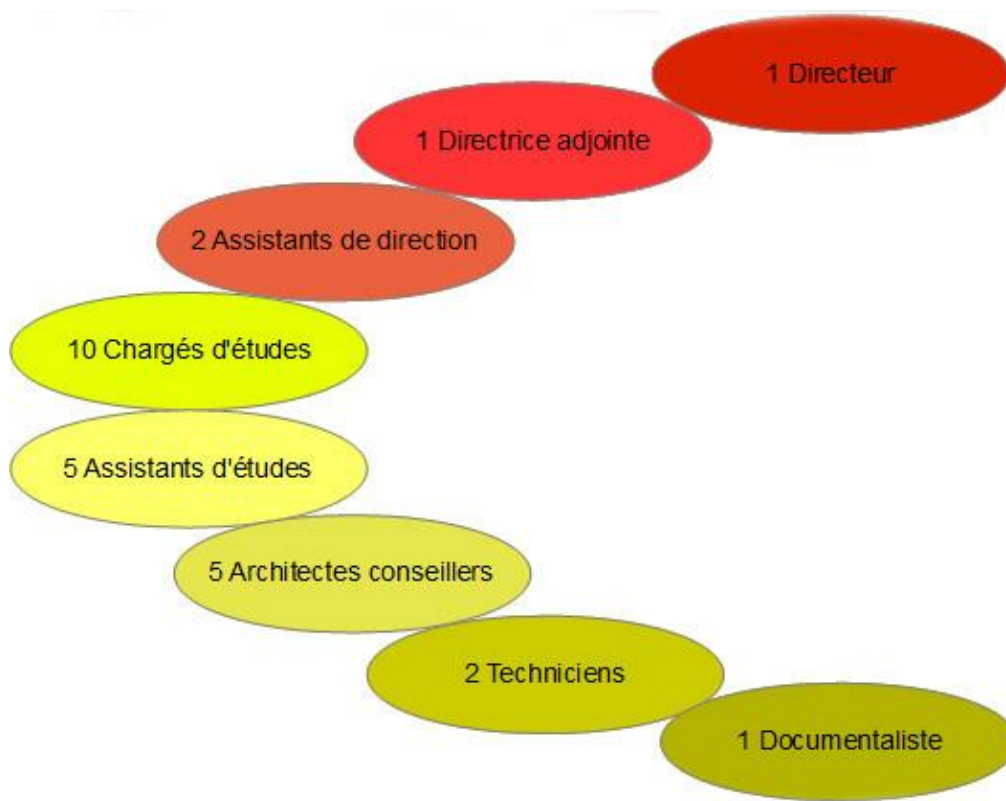 1 Directeur
1 Directrice adjointe
2 Assistants de direction
10 Chargés d'études
5 Assistants d'études
5 Architectes conseillers
2 Techniciens
1 Documentaliste